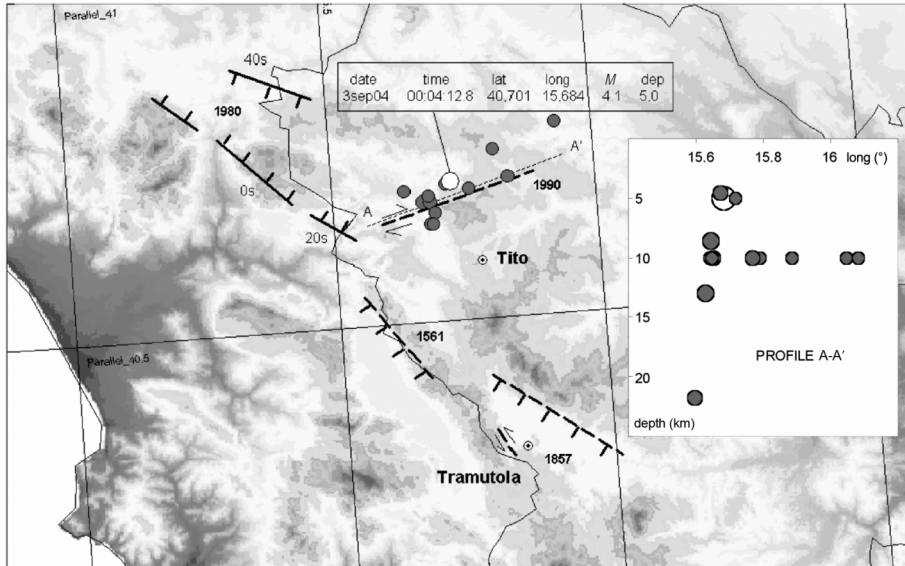 Parallel_41
5.5
40s
date time lat long M dep
3sep04 00:04:12.8 40,701 15,684 4.1 5,0
1980
A'
1990
0s
A
20s
Tito
15.6 15.8 16 long (°)
5
10
15
20
PROFILE A-A'
depth (km)
1561
Parallel_40.5
1857
Tramutola